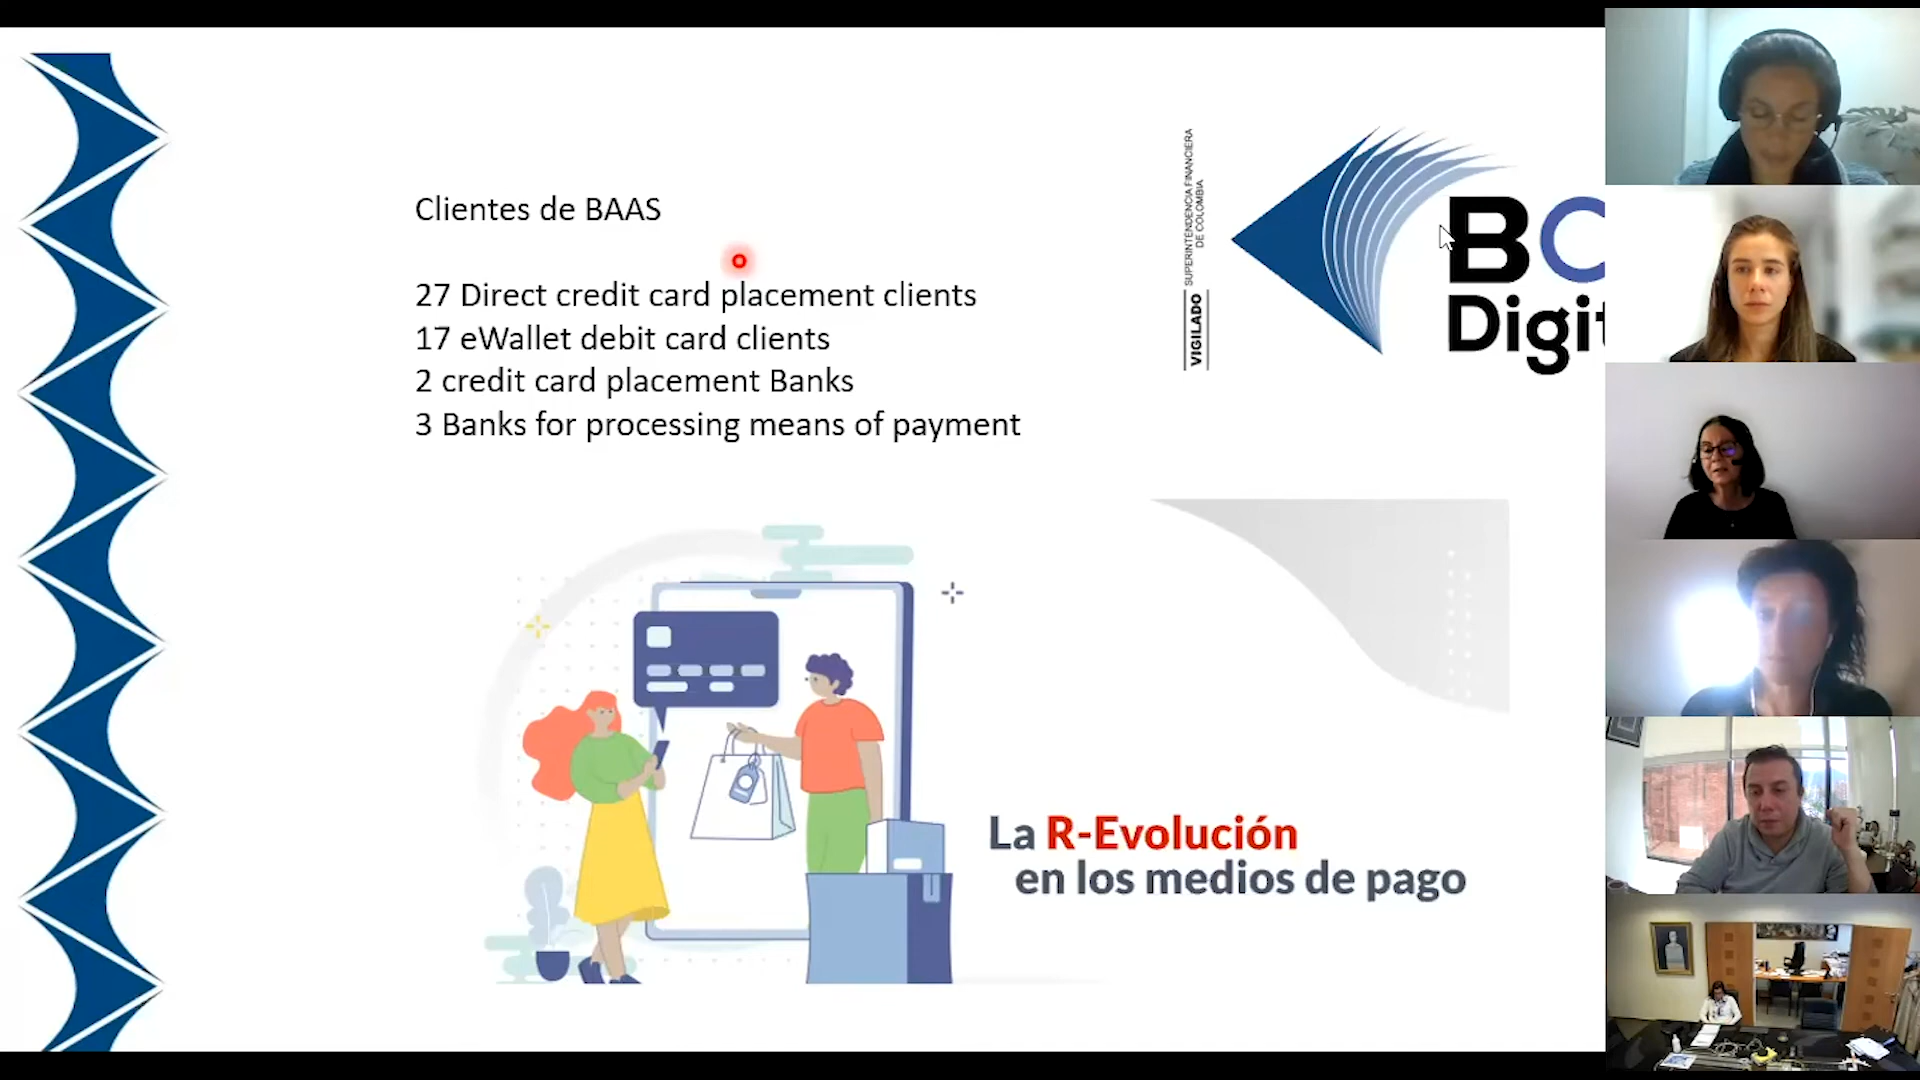 Clientes de BAAS
27 Direct credit card placement clients
17 eWallet debit card clients
2 credit card placement Banks
3 Banks for processing means of payment
VIGILADO
SUPERINTENDENCIA FINANCIERA
DE COLOMBIA
La R-Evolución
en los medios de pago